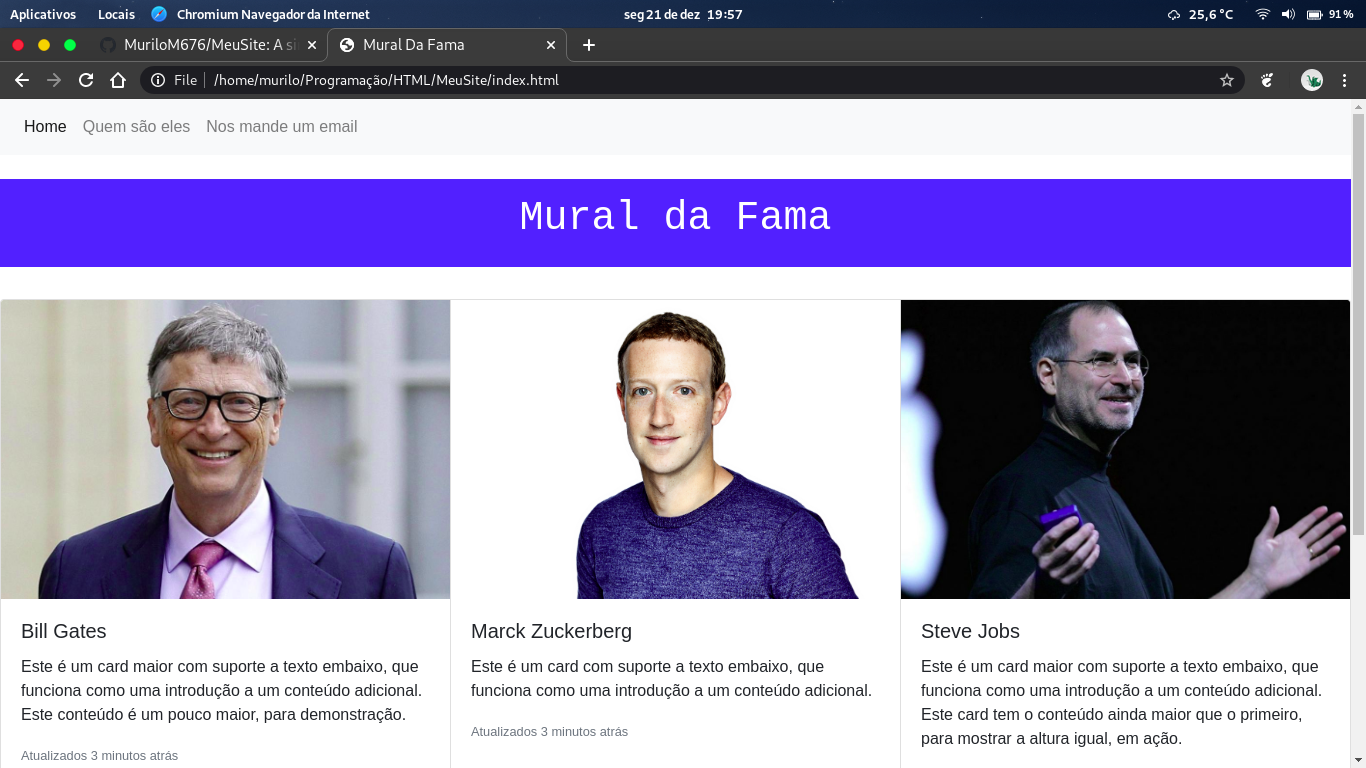 Aplicativos Locais Chromium Navegador da Internet seg 21 de dez 19:57 25,6 °C 91 %
MuriloM676/MeuSite: A si Mural Da Fama
File /home/murilo/Programação/HTML/MeuSite/index.html
Home Quem são eles Nos mande um email
Mural da Fama
Bill Gates
Este é um card maior com suporte a texto embaixo, que
funciona como uma introdução a um conteúdo adicional.
Este conteúdo é um pouco maior, para demonstração.
Atualizados 3 minutos atrás
Marck Zuckerberg
Este é um card com suporte a texto embaixo, que
funciona como uma introdução a um conteúdo adicional.
Atualizados 3 minutos atrás
Steve Jobs
Este é um card maior com suporte a texto embaixo, que
funciona como uma introdução a um conteúdo adicional.
Este card tem o conteúdo ainda maior que o primeiro,
para mostrar a altura igual, em ação.